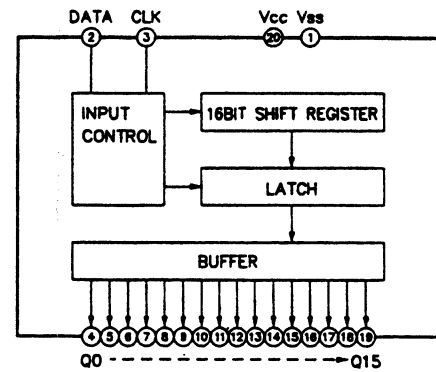 DATA CLK Vcc Vss
2 3 20 1
INPUT CONTROL
16BIT SHIFT REGISTER
LATCH
BUFFER
4 5 6 7 8 9 10 11 12 13 14 15 16 17 18 19
Q0 Q15